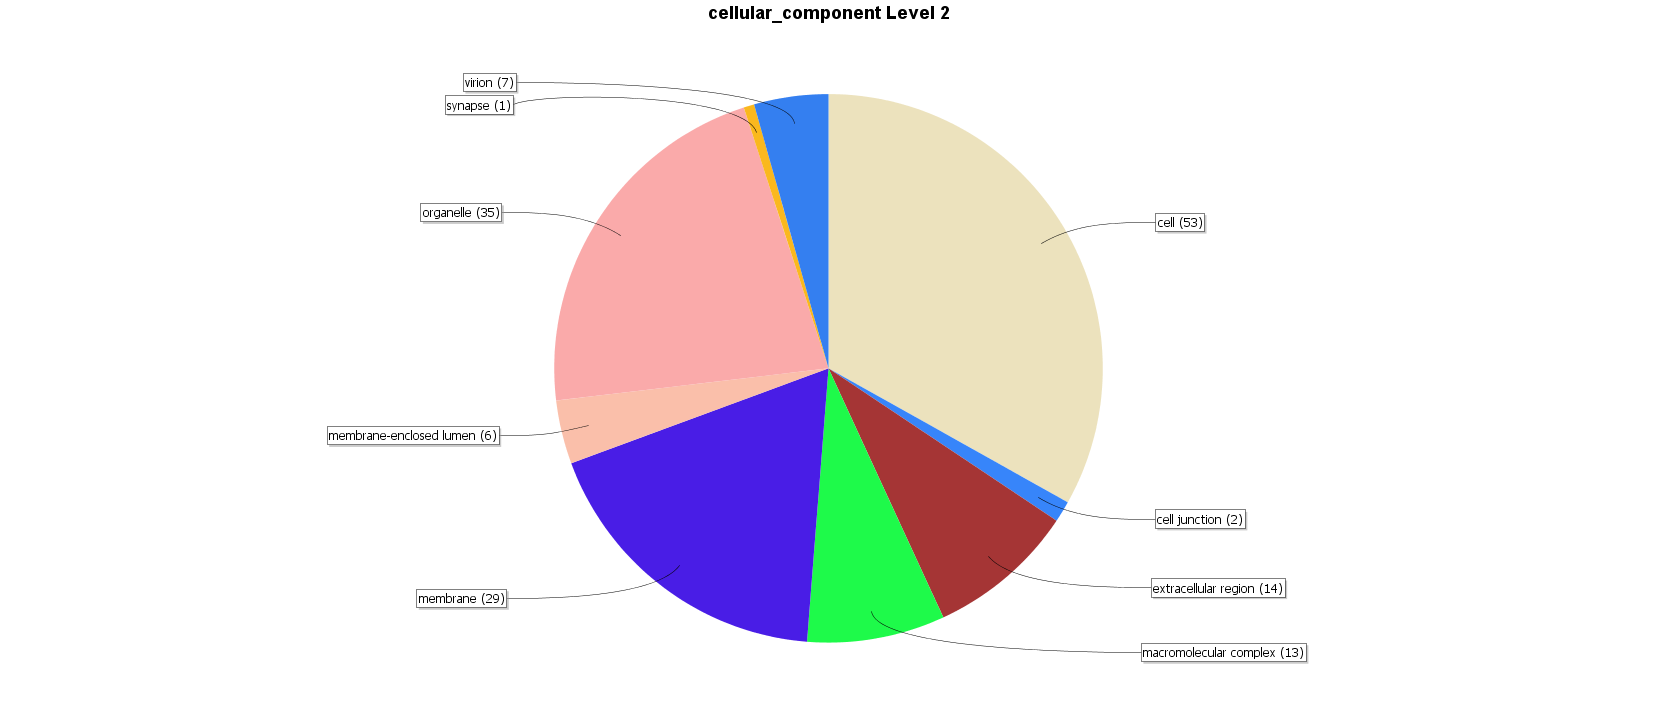 cellular_component Level 2
virion (7)
synapse (1)
organelle (35)
cell (53)
membrane-enclosed lumen (6)
cell junction (2)
extracellular region (14)
membrane (29)
macromolecular complex (13)